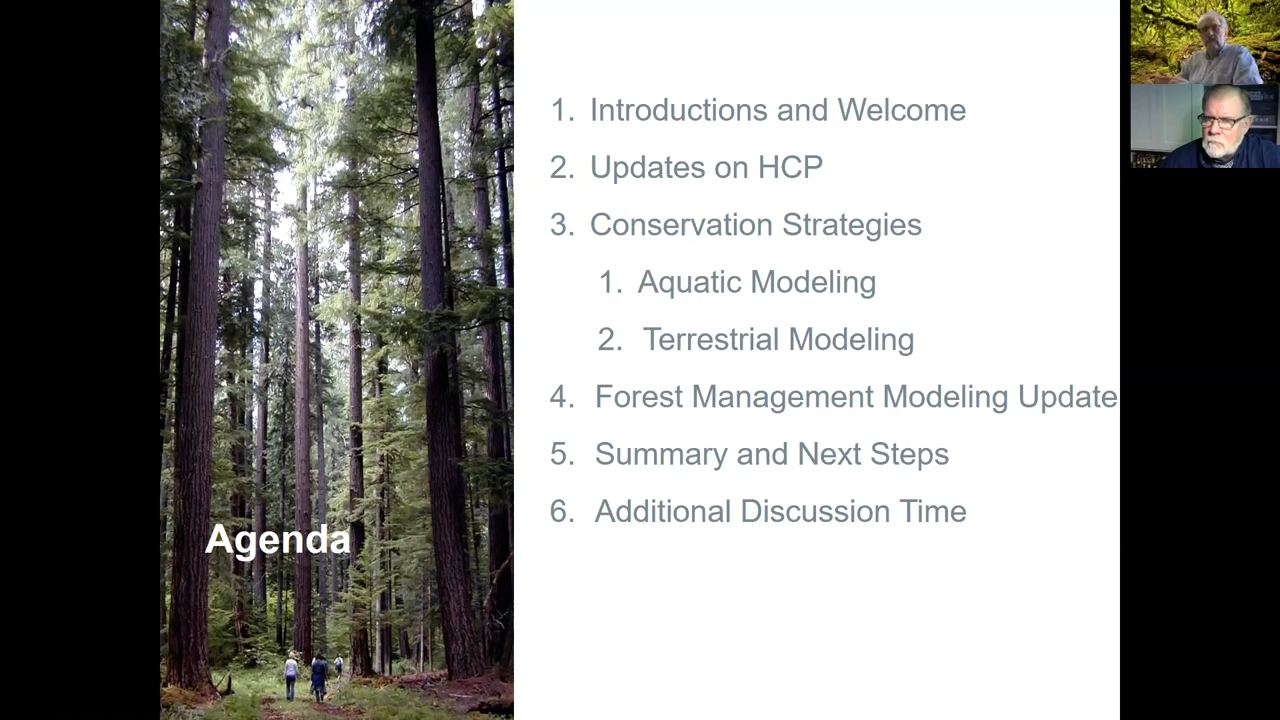 1. Introductions and Welcome
2. Updates on HCP
3. Conservation Strategies
1. Aquatic Modeling
2. Terrestrial Modeling
4. Forest Management Modeling Update
5. Summary and Next Steps
6. Additional Discussion Time
Agenda